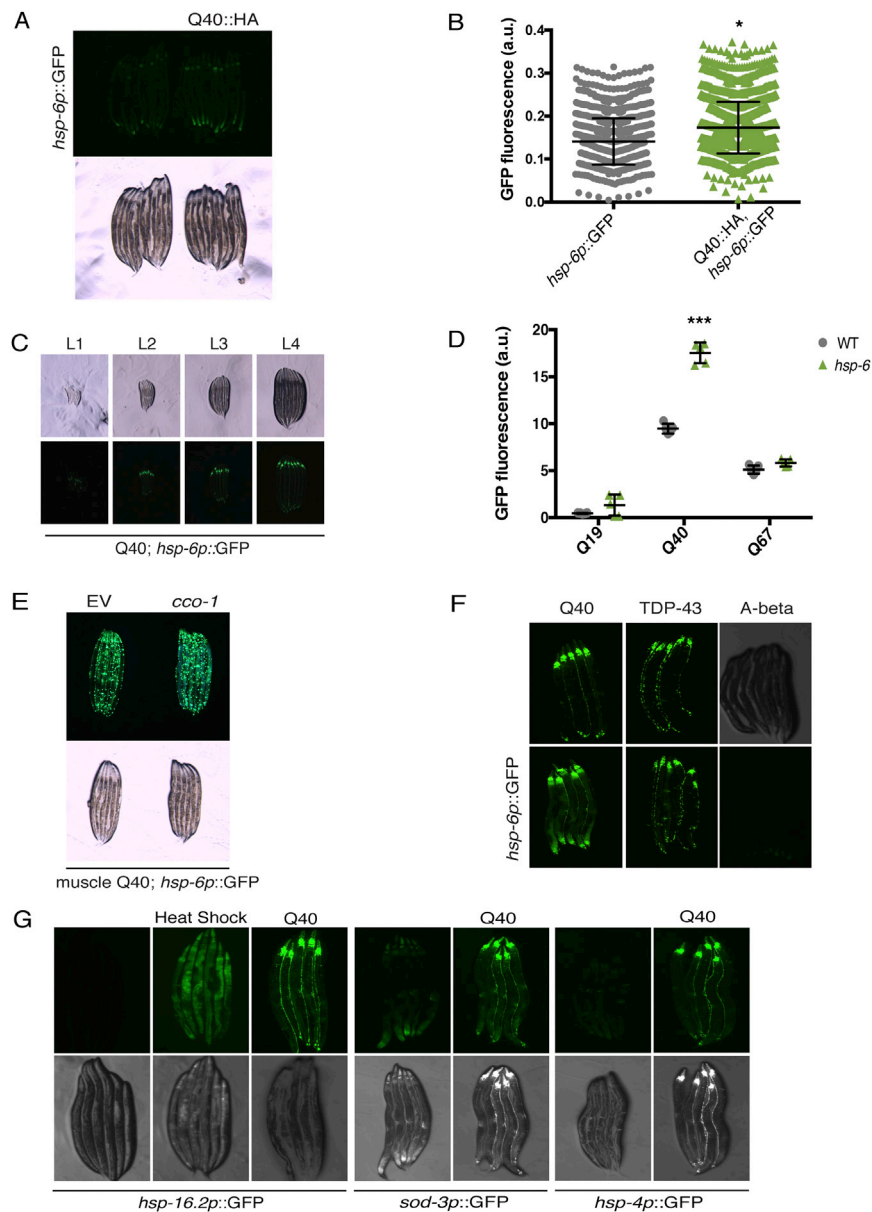 A
Q40::HA
hsp-6p::GFP
B
GFP fluorescence (a.u.)
0.4
0.3
0.2
0.1
0.0
*
hsp-6p::GFP
Q40::HA,
hsp-6p::GFP
C
L1 L2 L3 L4
Q40; hsp-6p::GFP
D
GFP fluorescence (a.u.)
20
15
10
5
0
***
Q19 Q40 Q67
WT
hsp-6
E
EV cco-1
muscle Q40; hsp-6p::GFP
F
Q40 TDP-43 A-beta
hsp-6p::GFP
G
Heat Shock Q40 Q40 Q40
hsp-16.2p::GFP sod-3p::GFP hsp-4p::GFP